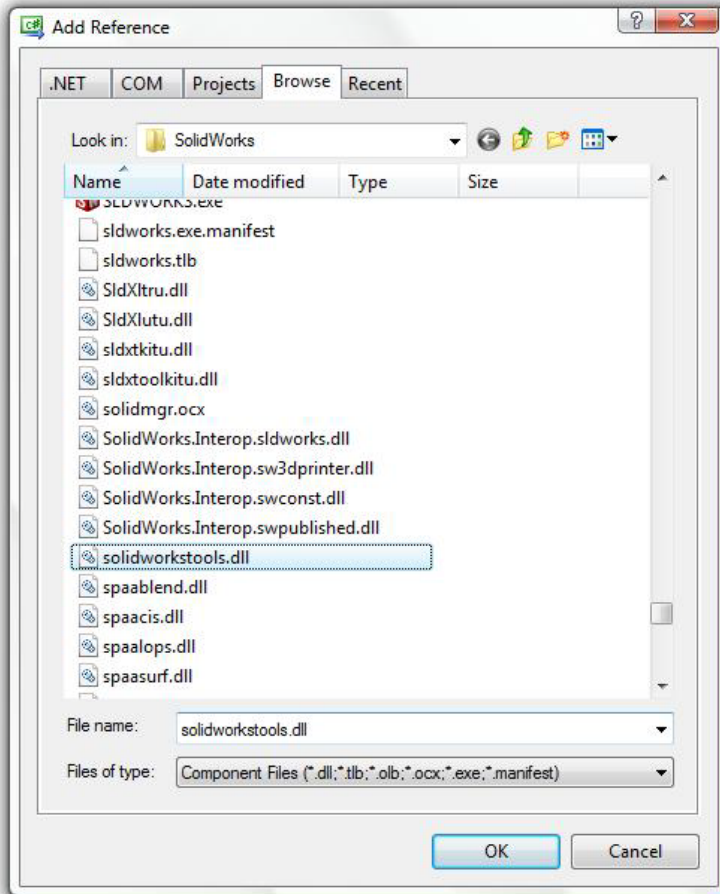 Add Reference
.NET COM Projects Browse Recent
Look in: SolidWorks
Name Date modified Type Size
SLDWORKS.exe
sldworks.exe.manifest
sldworks.tlb
SldXltru.dll
SldXlutu.dll
sldxtkitu.dll
sldxtoolkitu.dll
solidmgr.ocx
SolidWorks.Interop.sldworks.dll
SolidWorks.Interop.sw3dprinter.dll
SolidWorks.Interop.swconst.dll
SolidWorks.Interop.swpublished.dll
solidworkstools.dll
spaablend.dll
spaacis.dll
spaalops.dll
spaasurf.dll
File name: solidworkstools.dll
Files of type: Component Files (*.dll;*.tlb;*.olb;*.ocx;*.exe;*.manifest)
OK Cancel